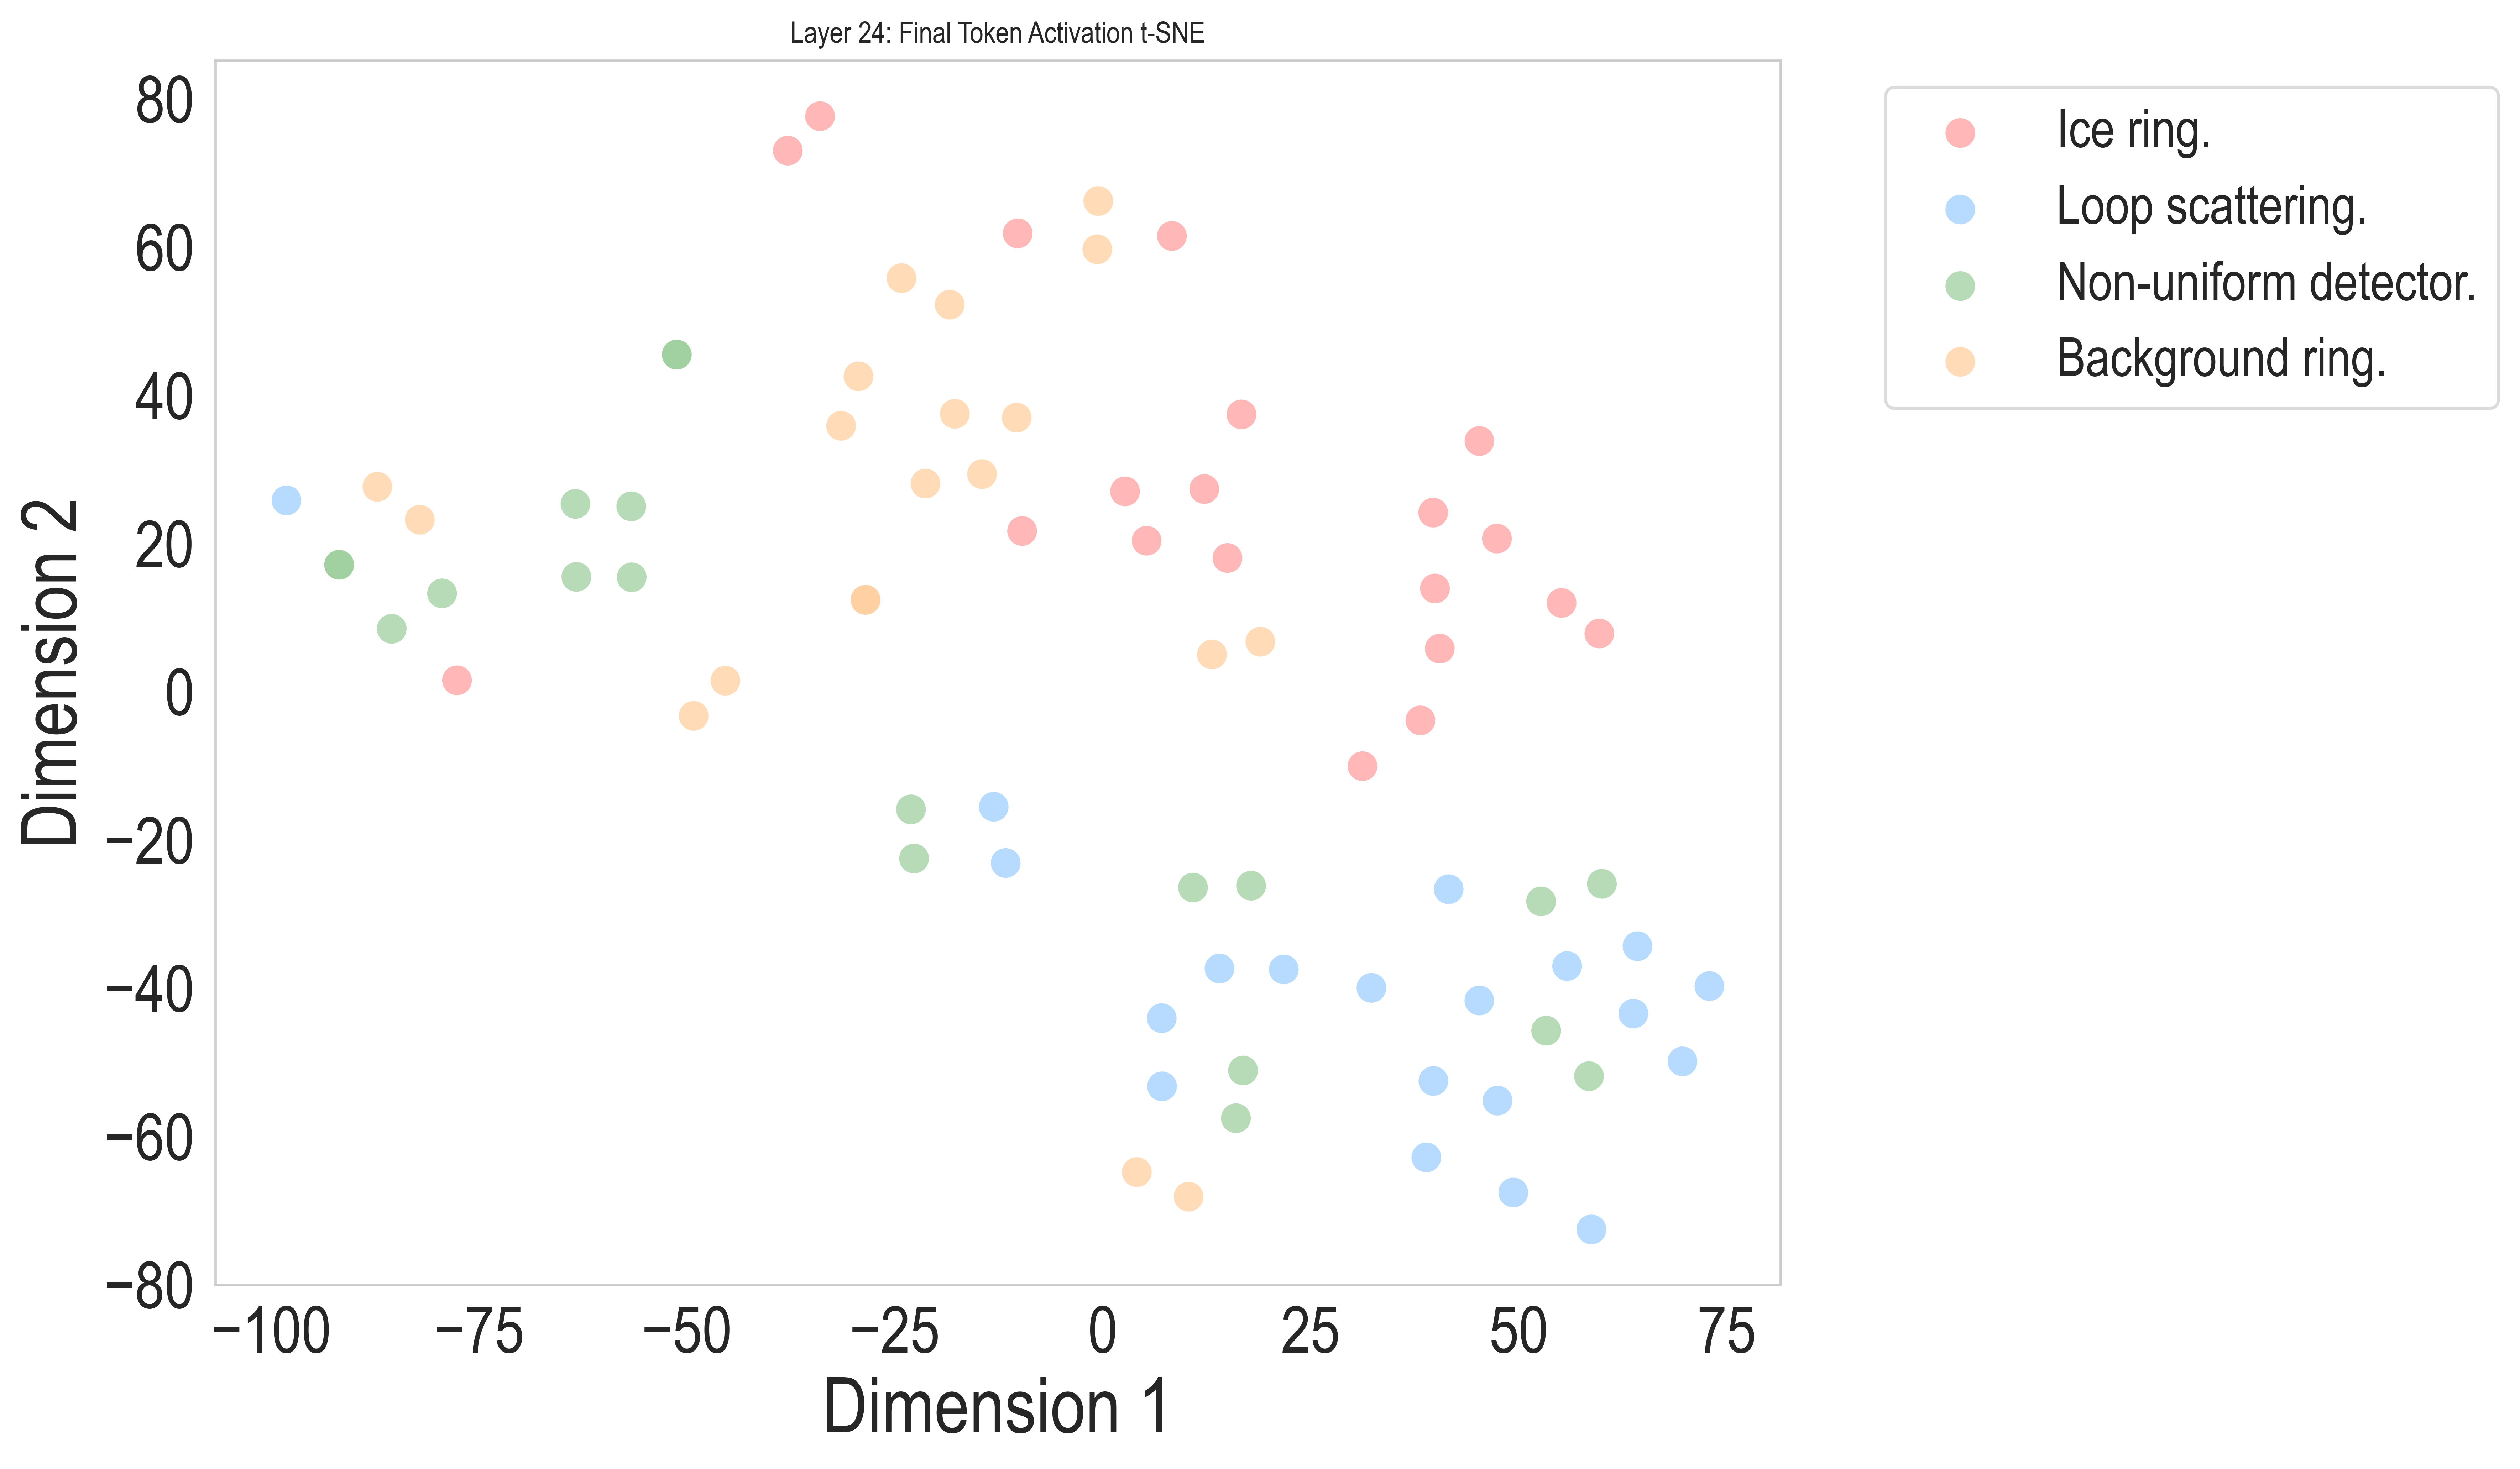 Layer 24: Final Token Activation t-SNE
80
60
40
20
0
−20
−40
−60
−80
Dimension 2
−100 −75 −50 −25 0 25 50 75
Dimension 1
Ice ring.
Loop scattering.
Non-uniform detector.
Background ring.